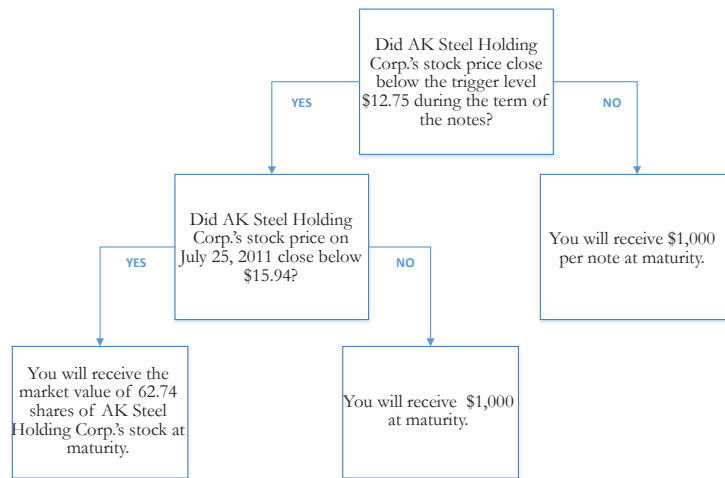 Did AK Steel Holding
Corp.'s stock price close
below the trigger level
$12.75 during the term of
the notes?
YES
NO
Did AK Steel Holding
Corp.'s stock price on
July 25, 2011 close below
$15.94?
You will receive $1,000
per note at maturity.
YES
NO
You will receive the
market value of 62.74
shares of AK Steel
Holding Corp.'s stock at
maturity.
You will receive $1,000
at maturity.